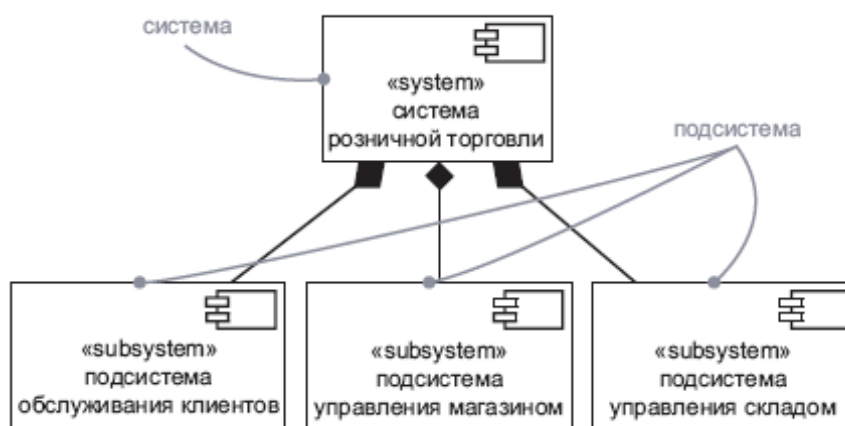 система
«system»
система
розничной торговли
подсистема
«subsystem»
подсистема
обслуживания клиентов
«subsystem»
подсистема
управления магазином
«subsystem»
подсистема
управления складом